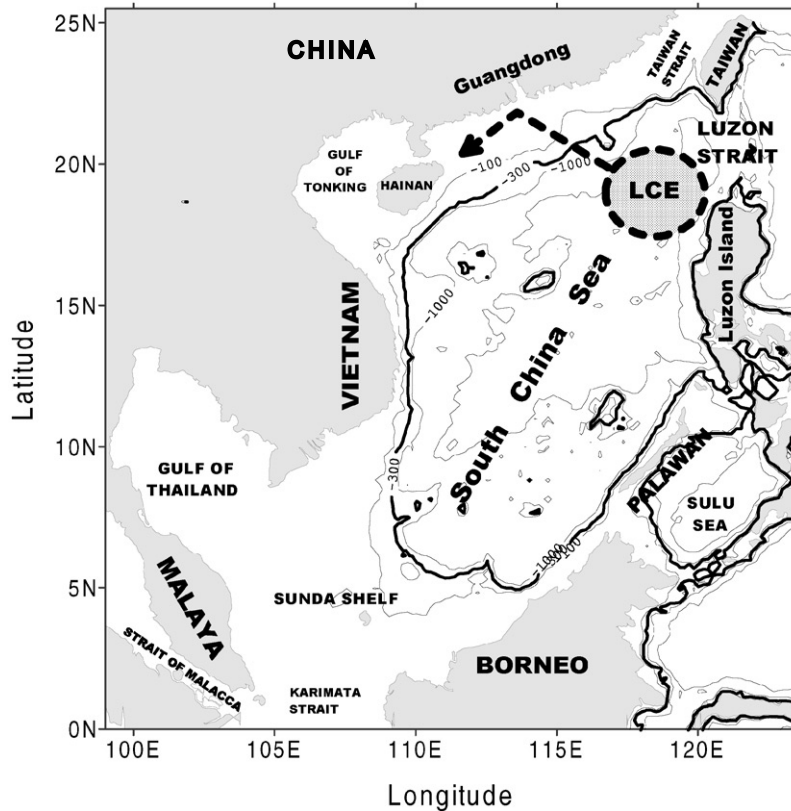 25N
20N
15N
10N
5N
0N
Latitude
CHINA
Guangdong
TAIWAN
STRAIT
TAIWAN
LUZON
STRAIT
GULF
OF
TONKING
HAINAN
-100
-300
-1000
LCE
Luzon Island
-1000
VIETNAM
South China Sea
-300
GULF OF
THAILAND
PALAWAN
SULU
SEA
-1000
-100
MALAYA
SUNDA SHELF
STRAIT OF MALACCA
KARIMATA
STRAIT
BORNEO
100E
105E
110E
115E
120E
Longitude